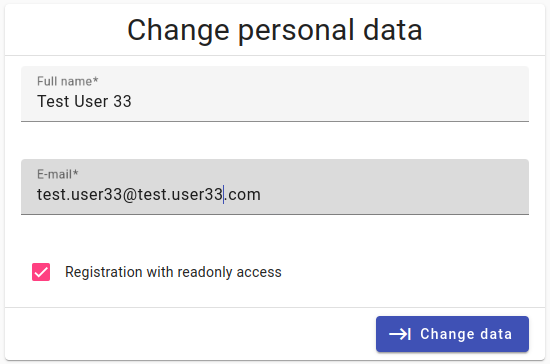 Change personal data
Full name*
Test User 33
E-mail*
test.user33@test.user33.com
Registration with readonly access
Change data